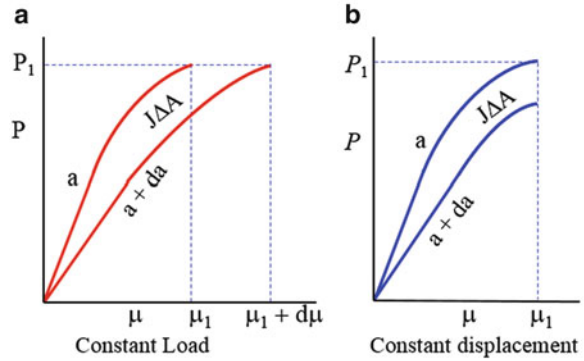 a
P₁
P
a
JΔA
a + da
μ
μ₁
μ₁ + dμ
Constant Load
b
P₁
P
a
JΔA
a + da
μ
μ₁
Constant displacement